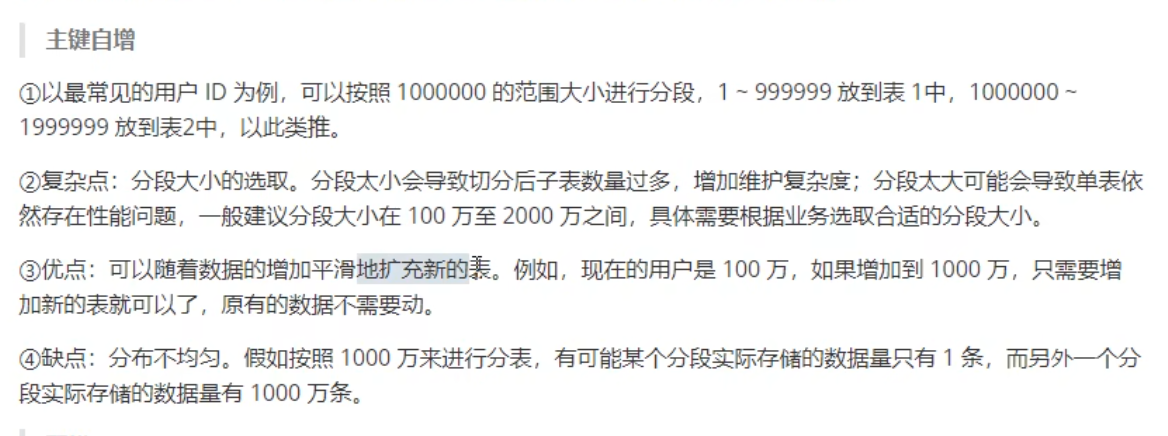 主键自增
①以最常见的用户 ID 为例，可以按照 1000000 的范围大小进行分段，1 ~ 999999 放到表 1中，1000000 ~
1999999 放到表2中，以此类推。
②复杂点：分段大小的选取。分段太小会导致切分后子表数量过多，增加维护复杂度；分段太大可能会导致单表依
然存在性能问题，一般建议分段大小在 100 万至 2000 万之间，具体需要根据业务选取合适的分段大小。
③优点：可以随着数据的增加平滑地扩充新的表。例如，现在的用户是 100 万，如果增加到 1000 万，只需要增
加新的表就可以了，原有的数据不需要动。
④缺点：分布不均匀。假如按照 1000 万来进行分表，有可能某个分段实际存储的数据量只有 1 条，而另外一个分
段实际存储的数据量有 1000 万条。